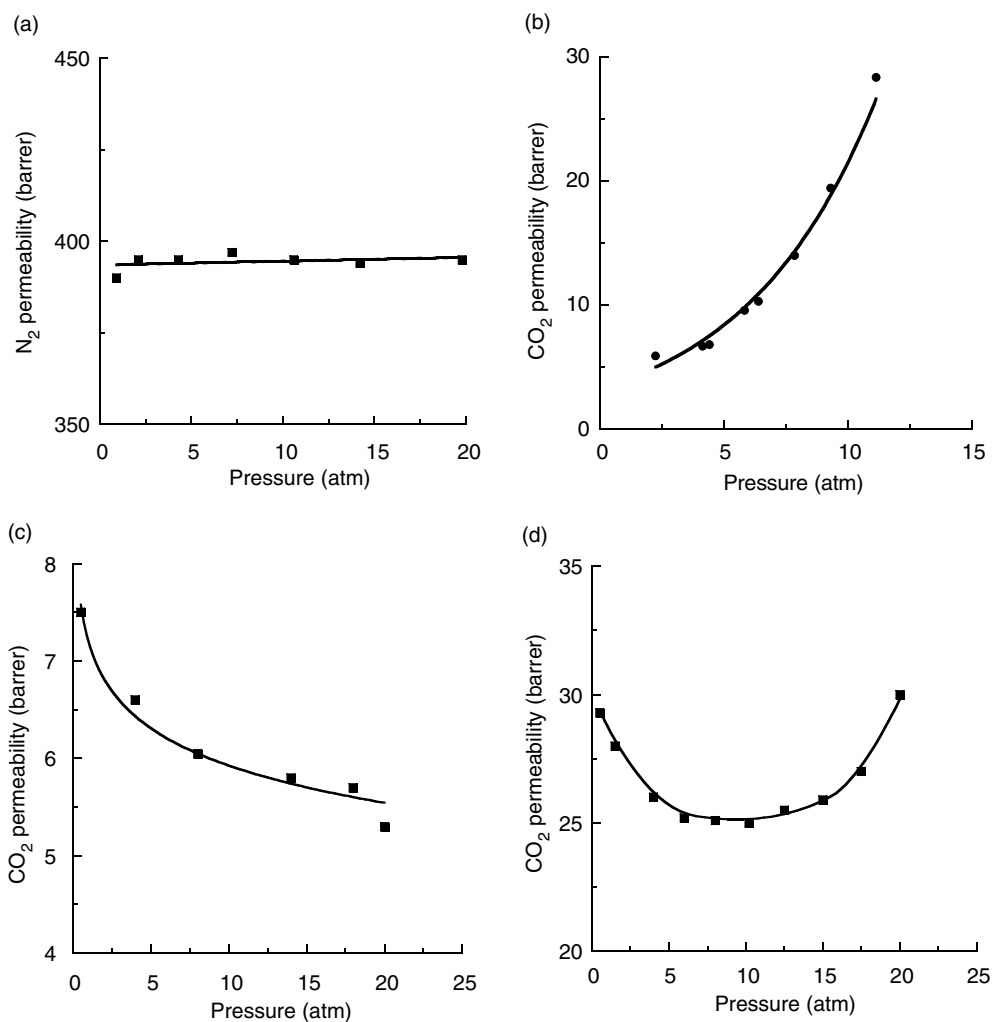 (a)
450
400
350
N2 permeability (barrer)
0 5 10 15 20
Pressure (atm)
(b)
30
20
10
0
CO2 permeability (barrer)
0 5 10 15
Pressure (atm)
(c)
8
7
6
5
4
CO2 permeability (barrer)
0 5 10 15 20 25
Pressure (atm)
(d)
35
30
25
20
CO2 permeability (barrer)
0 5 10 15 20 25
Pressure (atm)